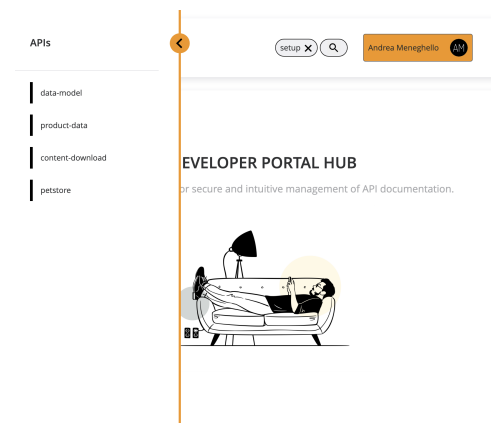 APIs
setup
Andrea Meneghello
AM
data-model
product-data
content-download
petstore
EVELOPER PORTAL HUB
or secure and intuitive management of API documentation.